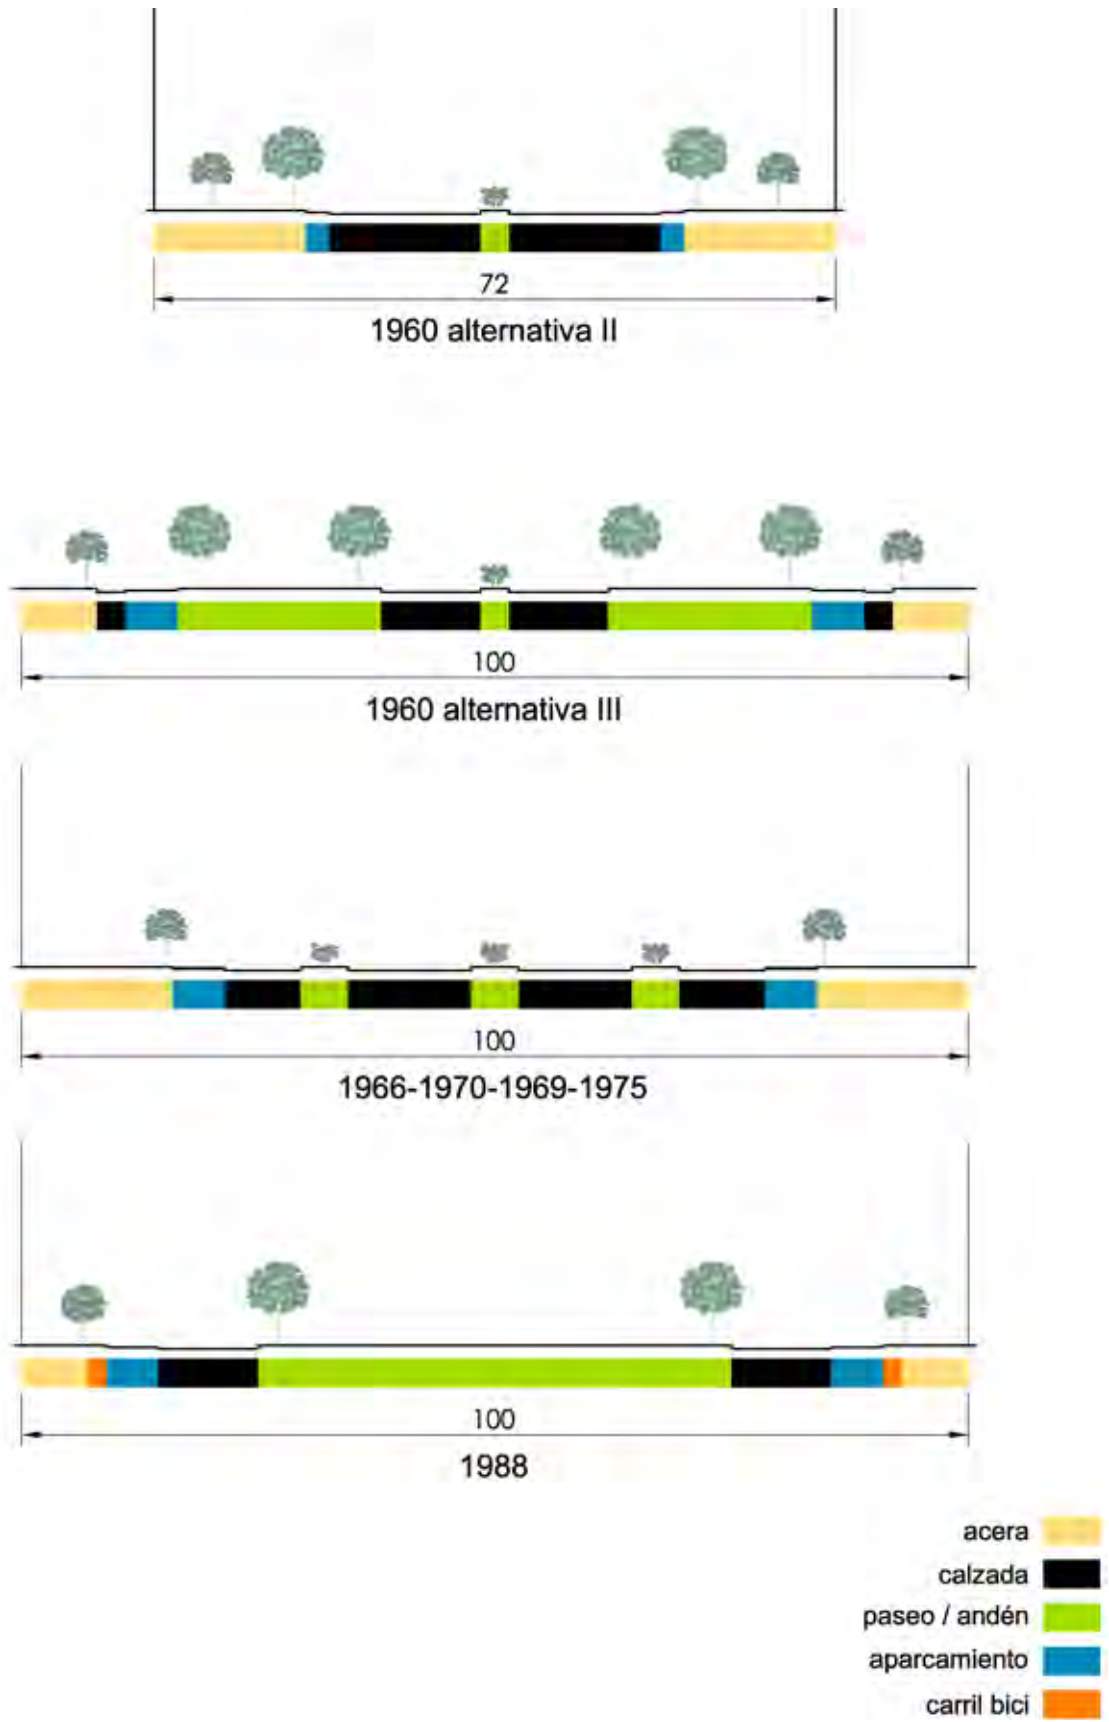 72
1960 alternativa II
100
1960 alternativa III
100
1966-1970-1969-1975
100
1988
acera
calzada
paseo / andén
aparcamiento
carril bici